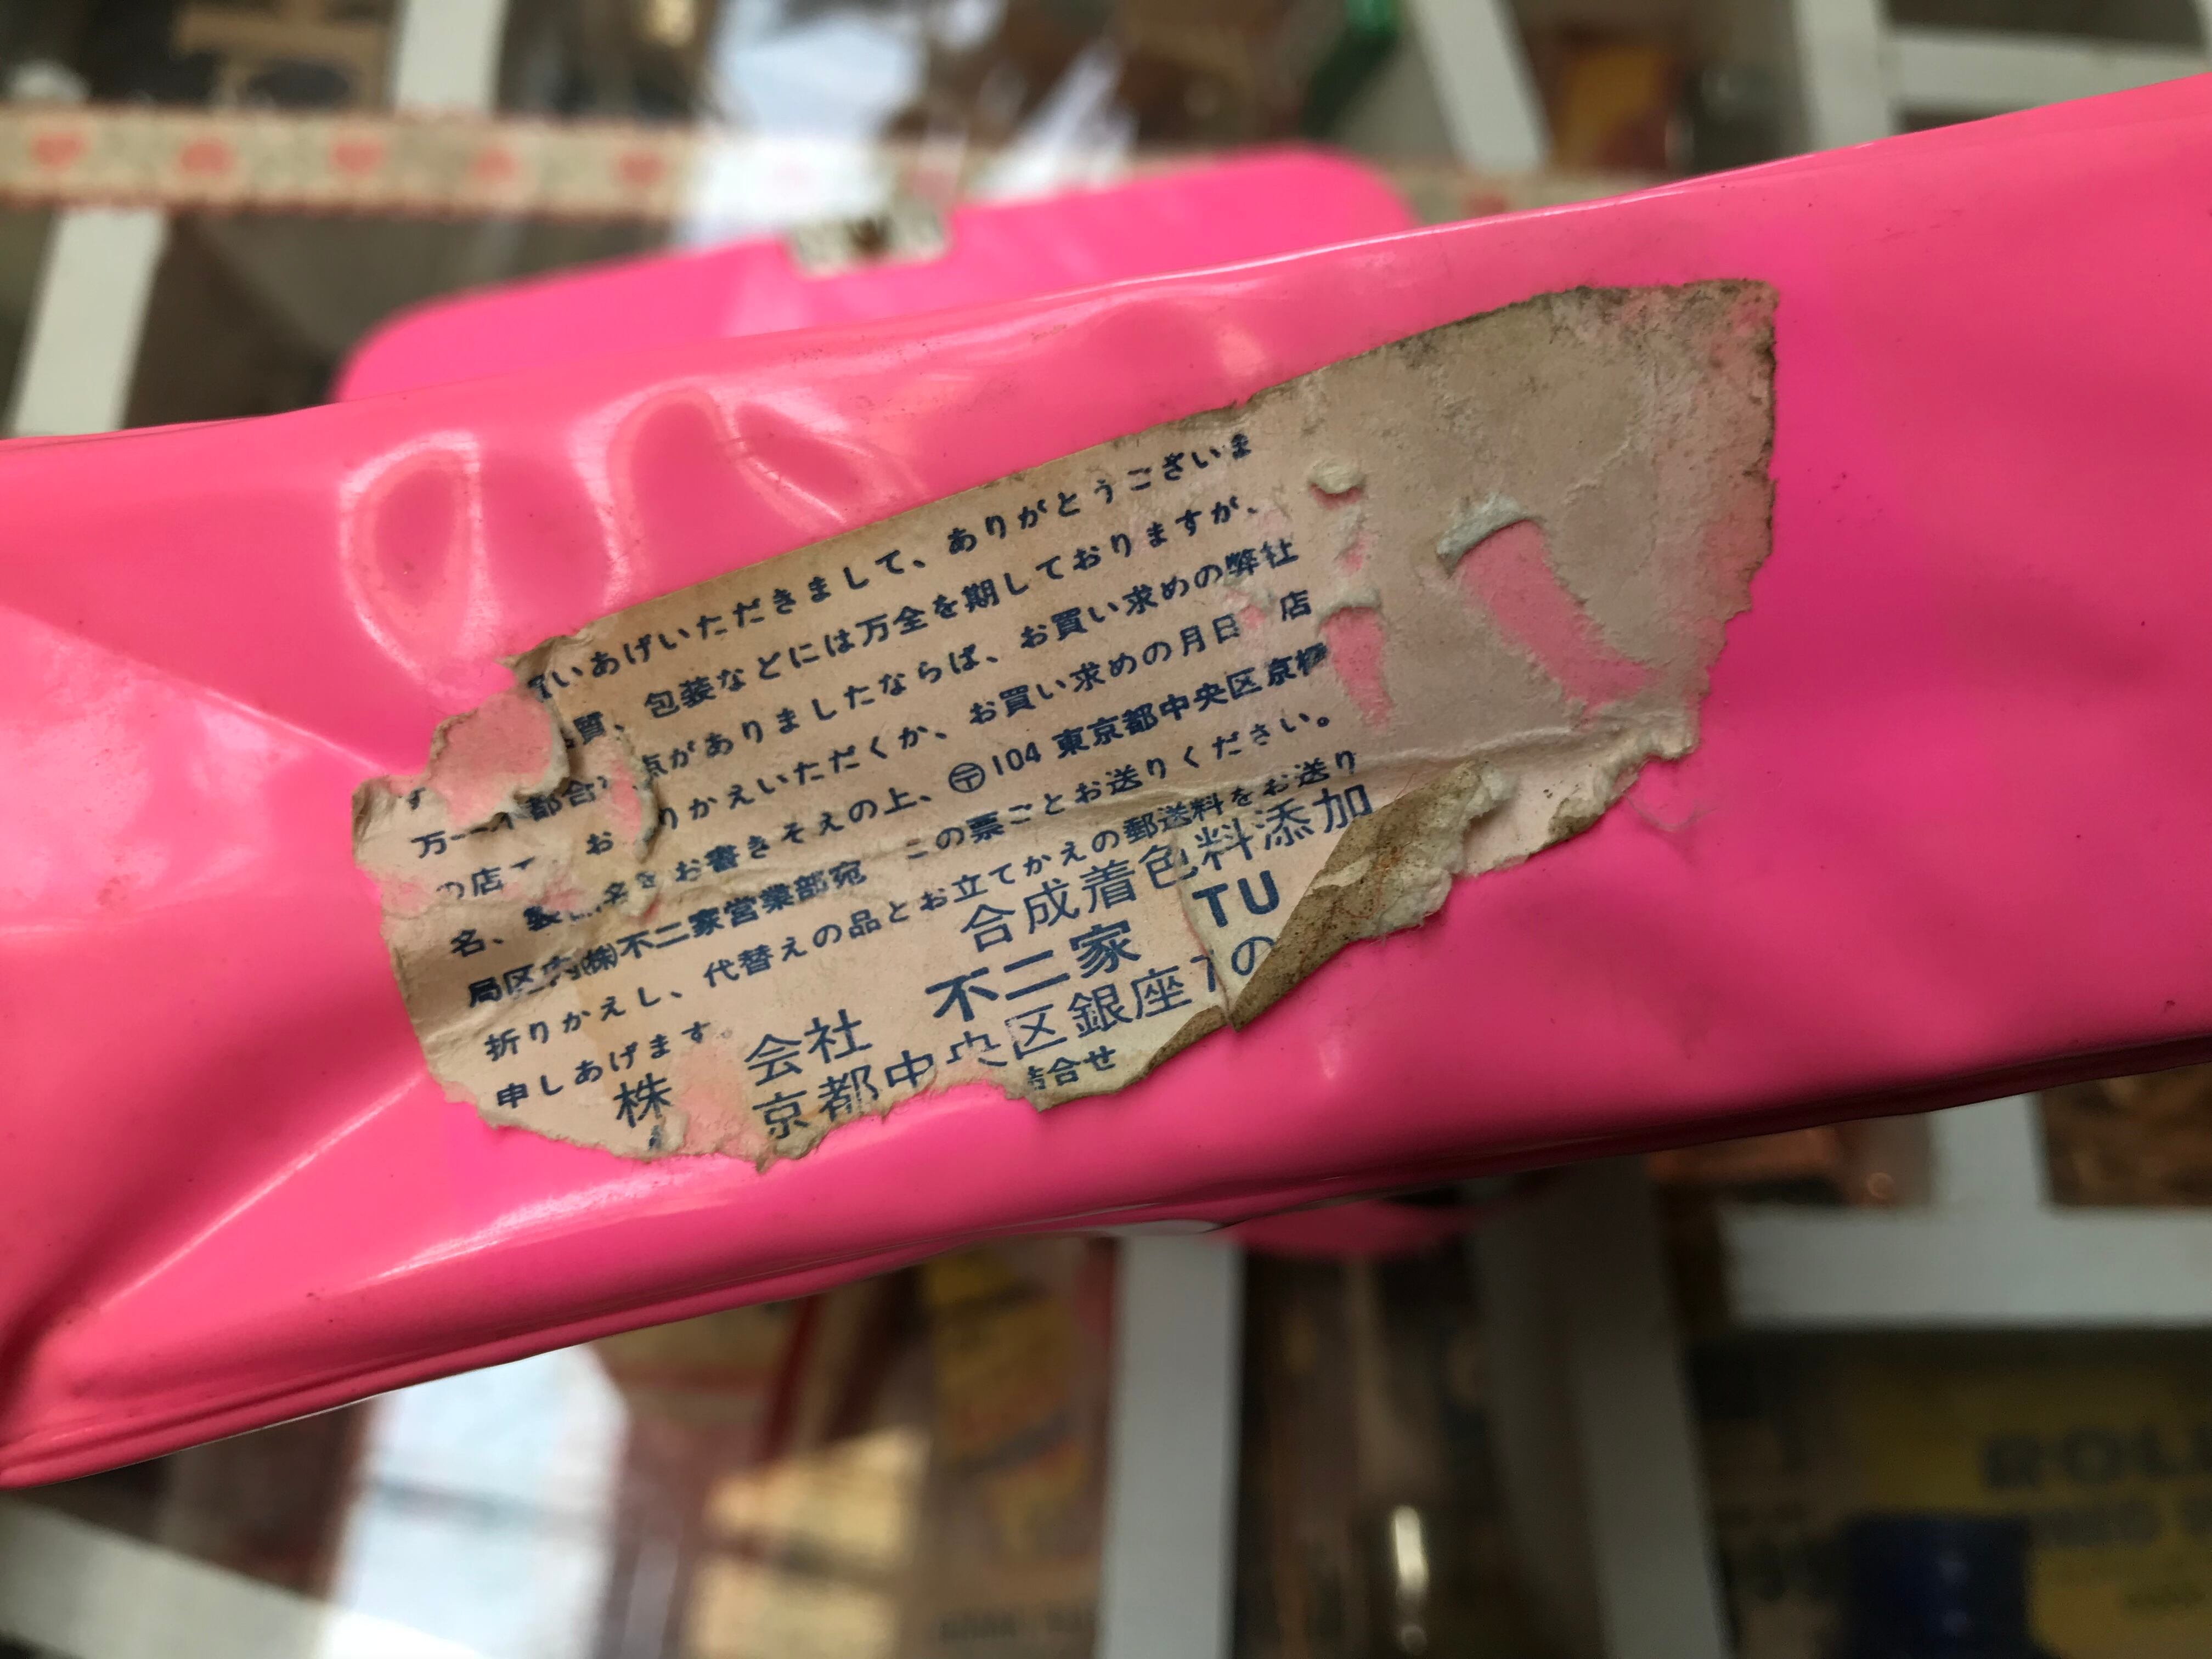 いあげいただきまして、ありがとうございま
す 質、包装などには万全を期しておりますが、
万一 都合 点がありましたならば、お買い求めの弊社
の店 お りかえいただくか、お買い求めの月日 店
名、製 名をお書きそえの上、〒104 東京都中央区京橋
局区内(株)不二家営業部宛 この票ごとお送りください。
折りかえし、代替えの品とお立てかえの郵送料をお送り
申しあげます。
合成着色料添加
株 会社 不二家 TU
京都中央区銀座 の
詰合せ
ROL